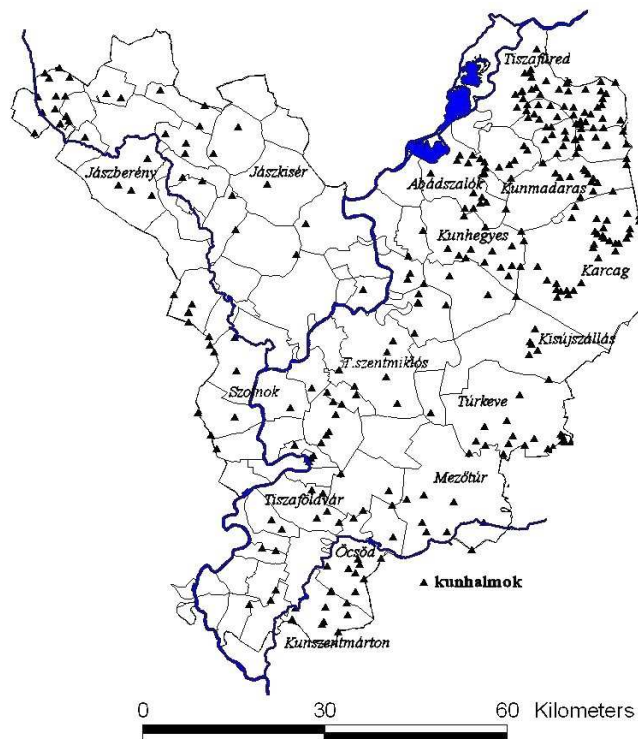 Tiszafüred
Jászberény
Jászkisér
Abádszalók
Kunmadaras
Kunhegyes
Karcag
Kisújszállás
T.szentmiklós
Szolnok
Túrkeve
Mezőtúr
Tiszaföldvár
Öcsöd
kunhalmok
Kunszentmárton
0 30 60 Kilometers